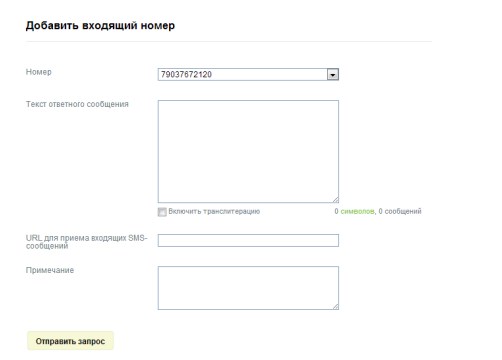 Добавить входящий номер
Номер
79037672120
Текст ответного сообщения
Включить транслитерацию
0 символов, 0 сообщений
URL для приема входящих SMS-
сообщений
Примечание
Отправить запрос